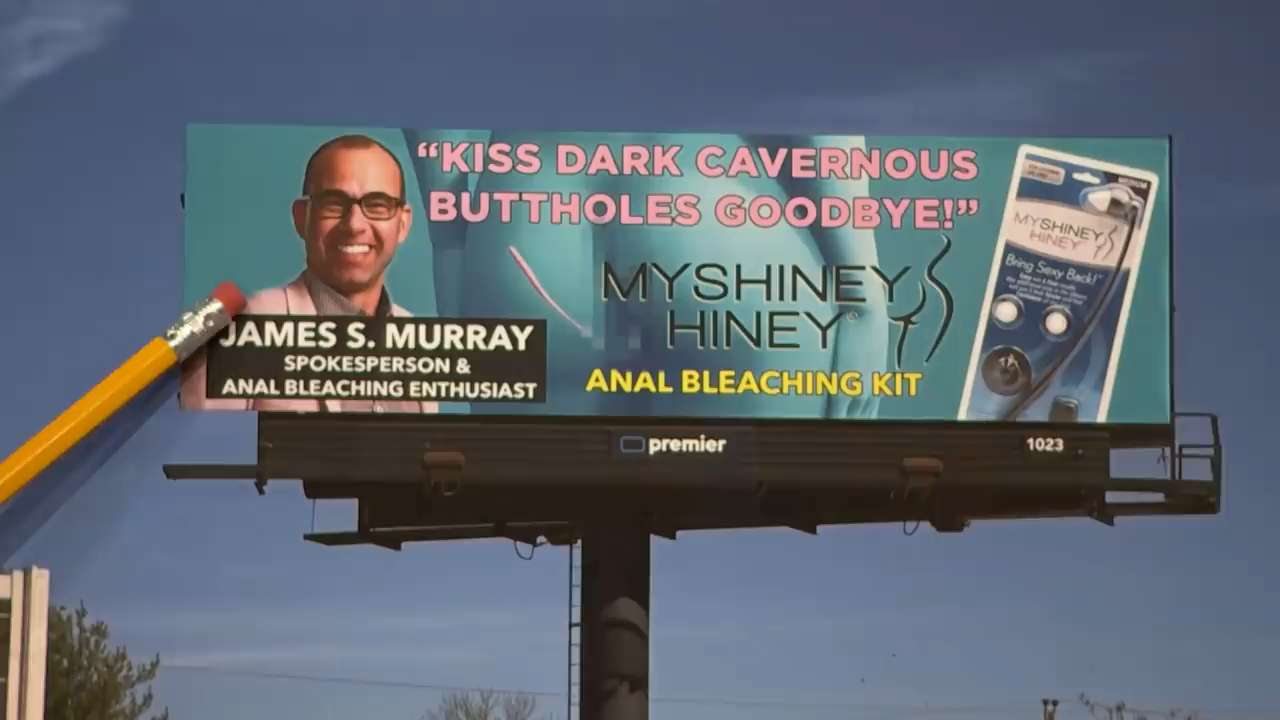 “KISS DARK CAVERNOUS
BUTTHOLES GOODBYE!”
JAMES S. MURRAY
SPOKESPERSON &
ANAL BLEACHING ENTHUSIAST
MYSHINEY
HINEY®
ANAL BLEACHING KIT
MYSHINEY
HINEY
Bring Sexy Back!™
premier
1023